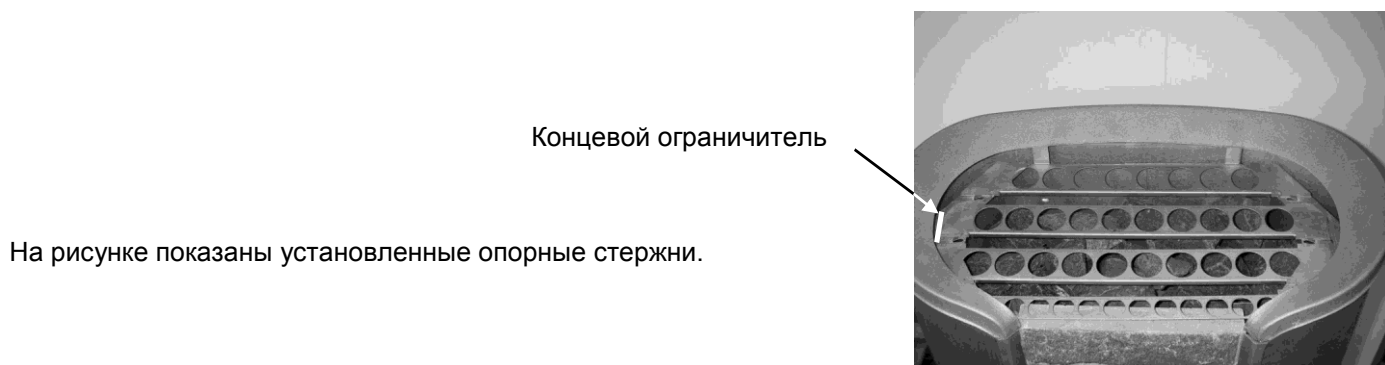 Концевой ограничитель
На рисунке показаны установленные опорные стержни.